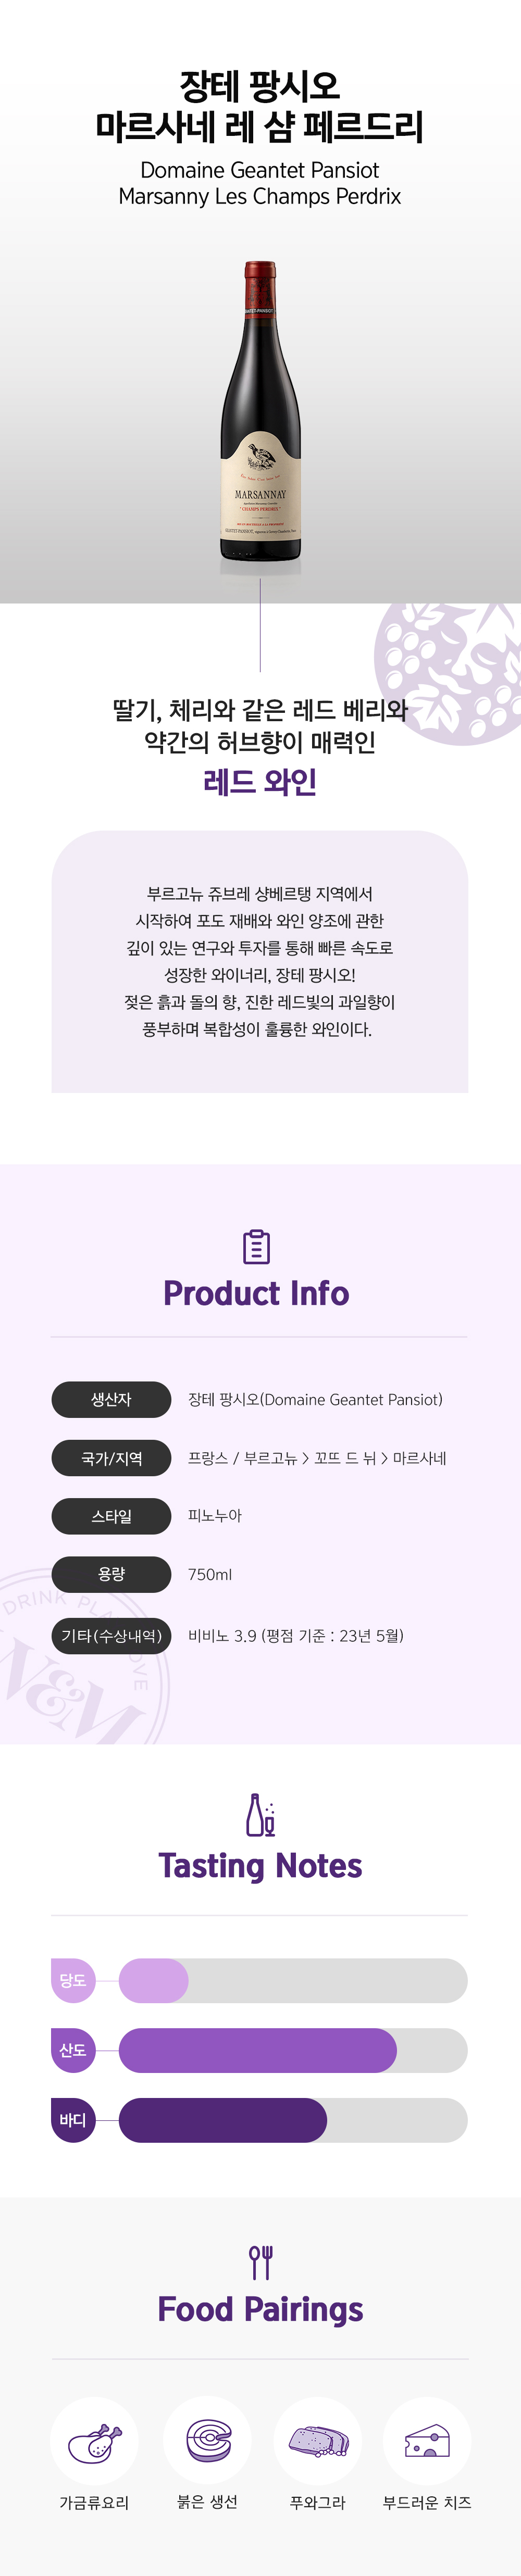 장테 팡시오
마르사네 레 샴 페르드리
Domaine Geantet Pansiot
Marsanny Les Champs Perdrix
MARSANNAY
"CHAMPS PERDRIX"
딸기, 체리와 같은 레드 베리와
약간의 허브향이 매력인
레드 와인
부르고뉴 쥬브레 샹베르탱 지역에서
시작하여 포도 재배와 와인 양조에 관한
깊이 있는 연구와 투자를 통해 빠른 속도로
성장한 와이너리, 장테 팡시오!
젖은 흙과 돌의 향, 진한 레드빛의 과일향이
풍부하며 복합성이 훌륭한 와인이다.
Product Info
생산자 장테 팡시오(Domaine Geantet Pansiot)
국가/지역 프랑스 / 부르고뉴 > 꼬뜨 드 뉘 > 마르사네
스타일 피노누아
용량 750ml
기타(수상내역) 비비노 3.9 (평점 기준 : 23년 5월)
DRINK
W&M
Tasting Notes
당도
산도
바디
Food Pairings
가금류요리 붉은 생선 푸와그라 부드러운 치즈